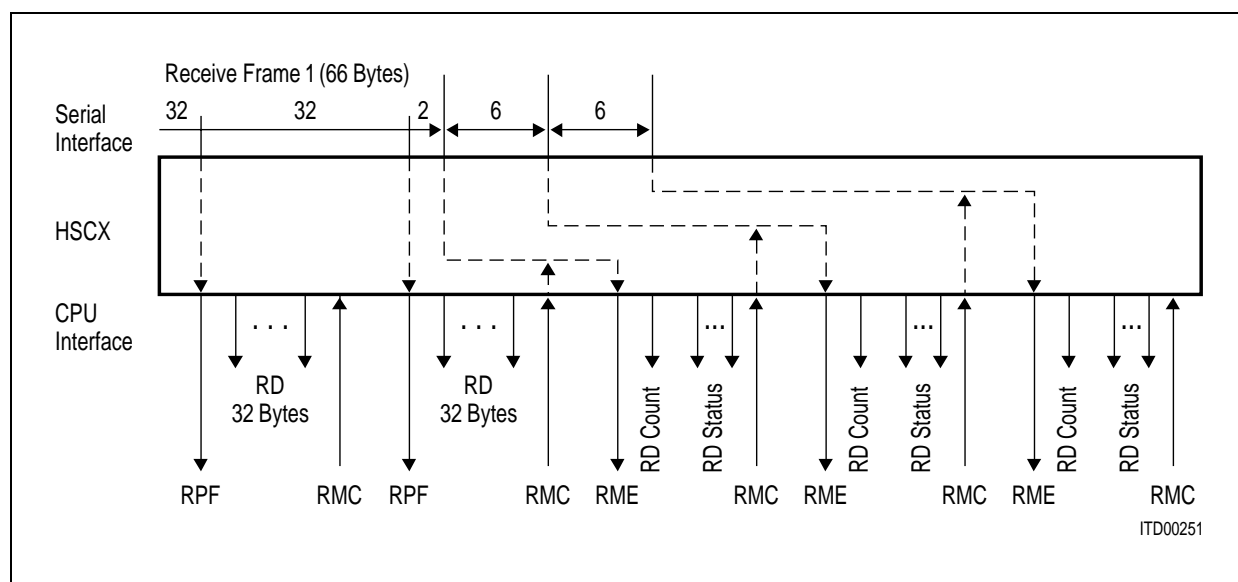 Receive Frame 1 (66 Bytes)
Serial
Interface
32 32 2 6 6
HSCX
CPU
Interface
. . . . . . ... ... ...
RD
32 Bytes
RD
32 Bytes
RD Count
RD Status
RD Count
RD Status
RD Count
RD Status
RPF RMC RPF RMC RME RMC RME RMC RME RMC
ITD00251